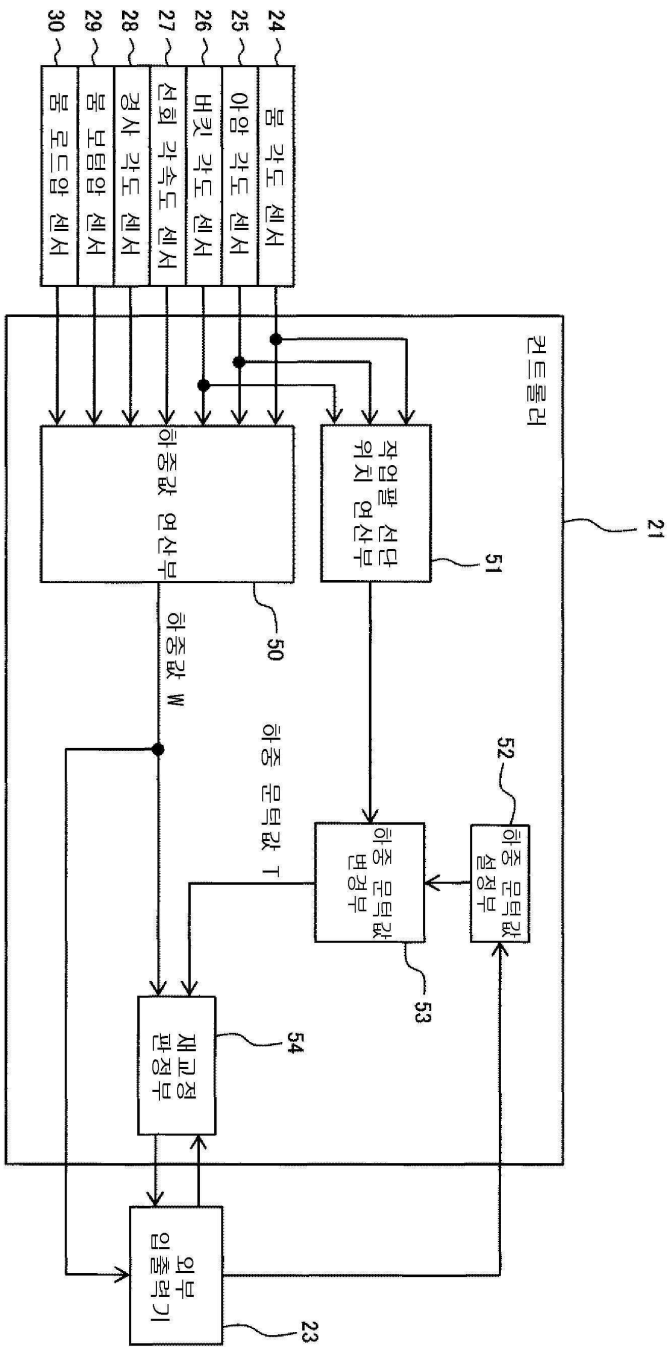 21
컨트롤러
52
하중 문턱값
설정부
작업팔 선단
위치 연산부
51
하중 문턱값
변경부
53
24
붐 각도 센서
25
아암 각도 센서
26
버킷 각도 센서
27
선회 각속도 센서
28
경사 각도 센서
29
붐 보텀압 센서
30
붐 로드압 센서
하중값 연산부
50
하중값 W
하중 문턱값 T
54
재교정
판정부
외부
입출력기
23